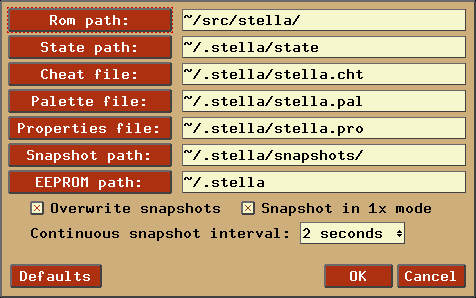 Rom path: ~/src/stella/
State path: ~/.stella/state
Cheat file: ~/.stella/stella.cht
Palette file: ~/.stella/stella.pal
Properties file: ~/.stella/stella.pro
Snapshot path: ~/.stella/snapshots/
EEPROM path: ~/.stella
Overwrite snapshots Snapshot in 1x mode
Continuous snapshot interval: 2 seconds
Defaults OK Cancel